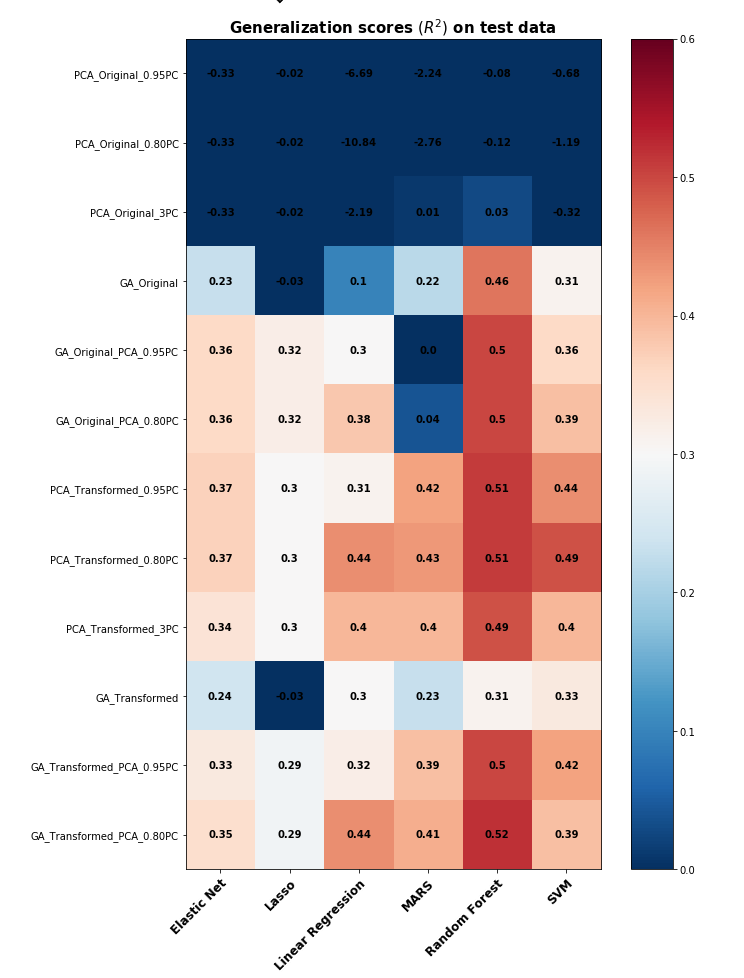 Generalization scores (R²) on test data
PCA_Original_0.95PC -0.33 -0.02 -6.69 -2.24 -0.08 -0.68
PCA_Original_0.80PC -0.33 -0.02 -10.84 -2.76 -0.12 -1.19
PCA_Original_3PC -0.33 -0.02 -2.19 0.01 0.03 -0.32
GA_Original 0.23 -0.03 0.1 0.22 0.46 0.31
GA_Original_PCA_0.95PC 0.36 0.32 0.3 0.0 0.5 0.36
GA_Original_PCA_0.80PC 0.36 0.32 0.38 0.04 0.5 0.39
PCA_Transformed_0.95PC 0.37 0.3 0.31 0.42 0.51 0.44
PCA_Transformed_0.80PC 0.37 0.3 0.44 0.43 0.51 0.49
PCA_Transformed_3PC 0.34 0.3 0.4 0.4 0.49 0.4
GA_Transformed 0.24 -0.03 0.3 0.23 0.31 0.33
GA_Transformed_PCA_0.95PC 0.33 0.29 0.32 0.39 0.5 0.42
GA_Transformed_PCA_0.80PC 0.35 0.29 0.44 0.41 0.52 0.39
Elastic Net
Lasso
Linear Regression
MARS
Random Forest
SVM
0.6
0.5
0.4
0.3
0.2
0.1
0.0